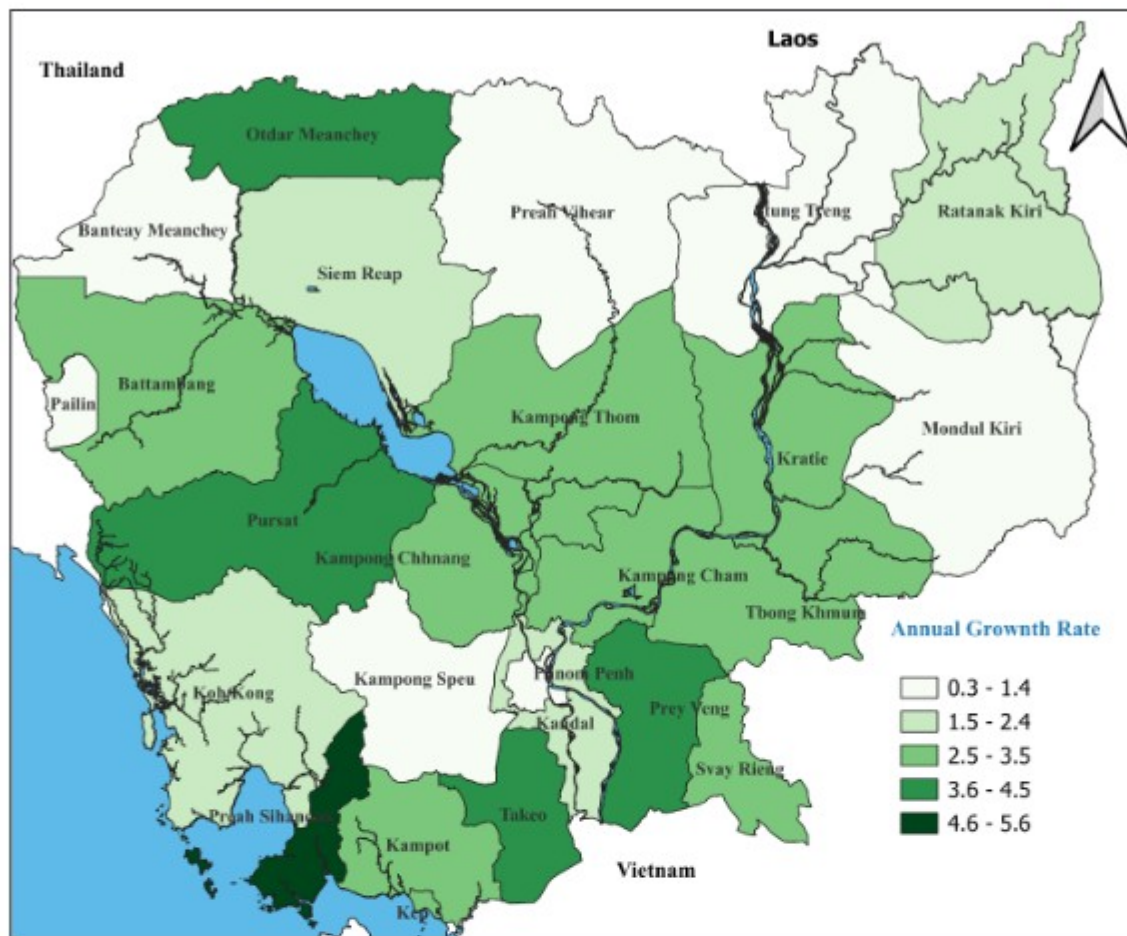 Laos
Thailand
Otdar Meanchey
Preah Vihear
tung Treng
Ratanak Kiri
Banteay Meanchey
Siem Reap
Battambang
Pailin
Kampong Thom
Mondul Kiri
Kratie
Pursat
Kampong Chhnang
Kampong Cham
Tbong Khmum
Annual Grownth Rate
Kampong Speu
Phnom Penh
Koh Kong
Prey Veng
Kandal
0.3 - 1.4
1.5 - 2.4
2.5 - 3.5
3.6 - 4.5
4.6 - 5.6
Svay Rieng
Takeo
Kampot
Vietnam
Kep